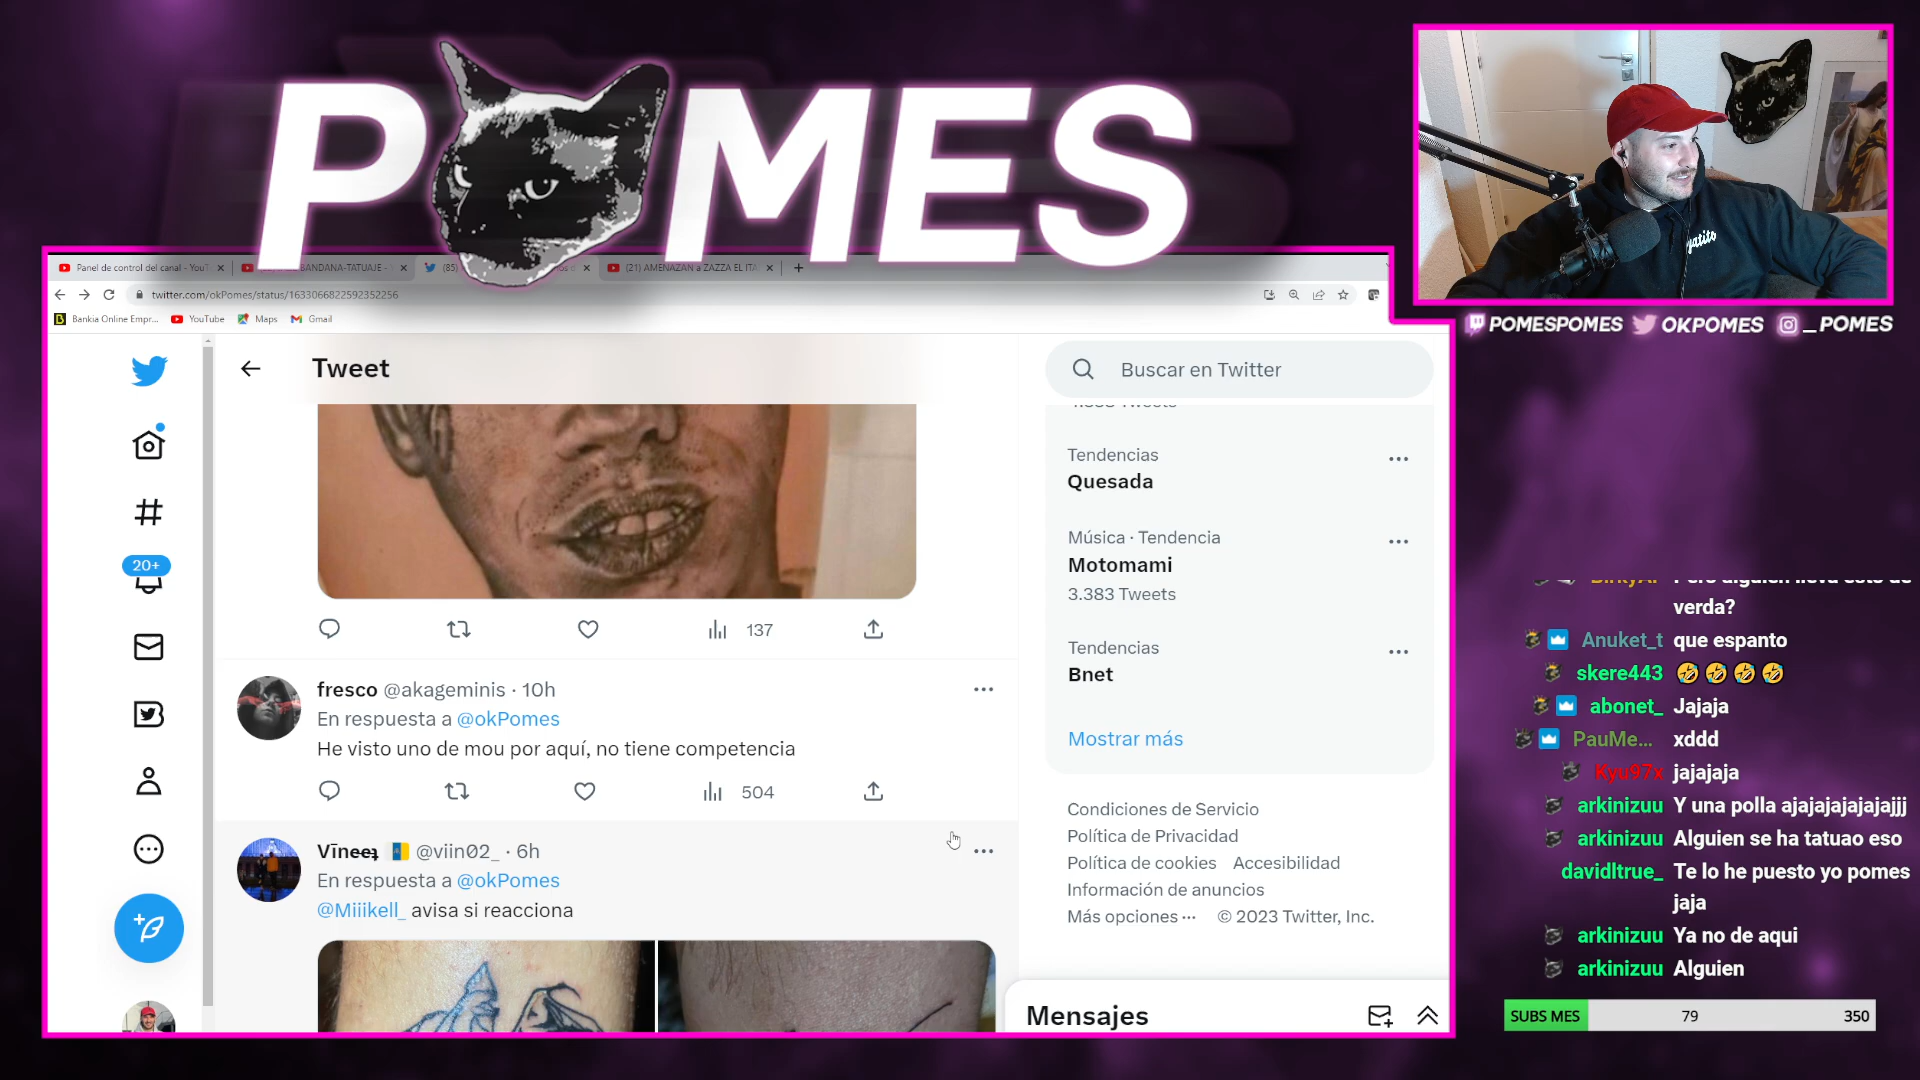 POMES
Panel de control del canal - YouT
BANDANA-TATUAJE -
(85)
(21) AMENAZAN a ZAZZA EL ITA
twitter.com/okPomes/status/1633066822592352256
Bankia Online Empr...
YouTube
Maps
Gmail
gatito
POMESPOMES
OKPOMES
_POMES
Tweet
Buscar en Twitter
20+
137
fresco @akageminis · 10h
En respuesta a @okPomes
He visto uno de mou por aquí, no tiene competencia
504
Vīneeʇ @viin02_ · 6h
En respuesta a @okPomes
@Miiikell_ avisa si reacciona
Tendencias
Quesada
Música · Tendencia
Motomami
3.383 Tweets
Tendencias
Bnet
Mostrar más
Condiciones de Servicio
Política de Privacidad
Política de cookies Accesibilidad
Información de anuncios
Más opciones ··· © 2023 Twitter, Inc.
Mensajes
verda?
Anuket_t que espanto
skere443 🤣🤣🤣🤣
abonet_ Jajaja
PauMe... xddd
Kyu97x jajajaja
arkinizuu Y una polla ajajajajajajjj
arkinizuu Alguien se ha tatuao eso
davidltrue_ Te lo he puesto yo pomes
jaja
arkinizuu Ya no de aqui
arkinizuu Alguien
SUBS MES 79 350